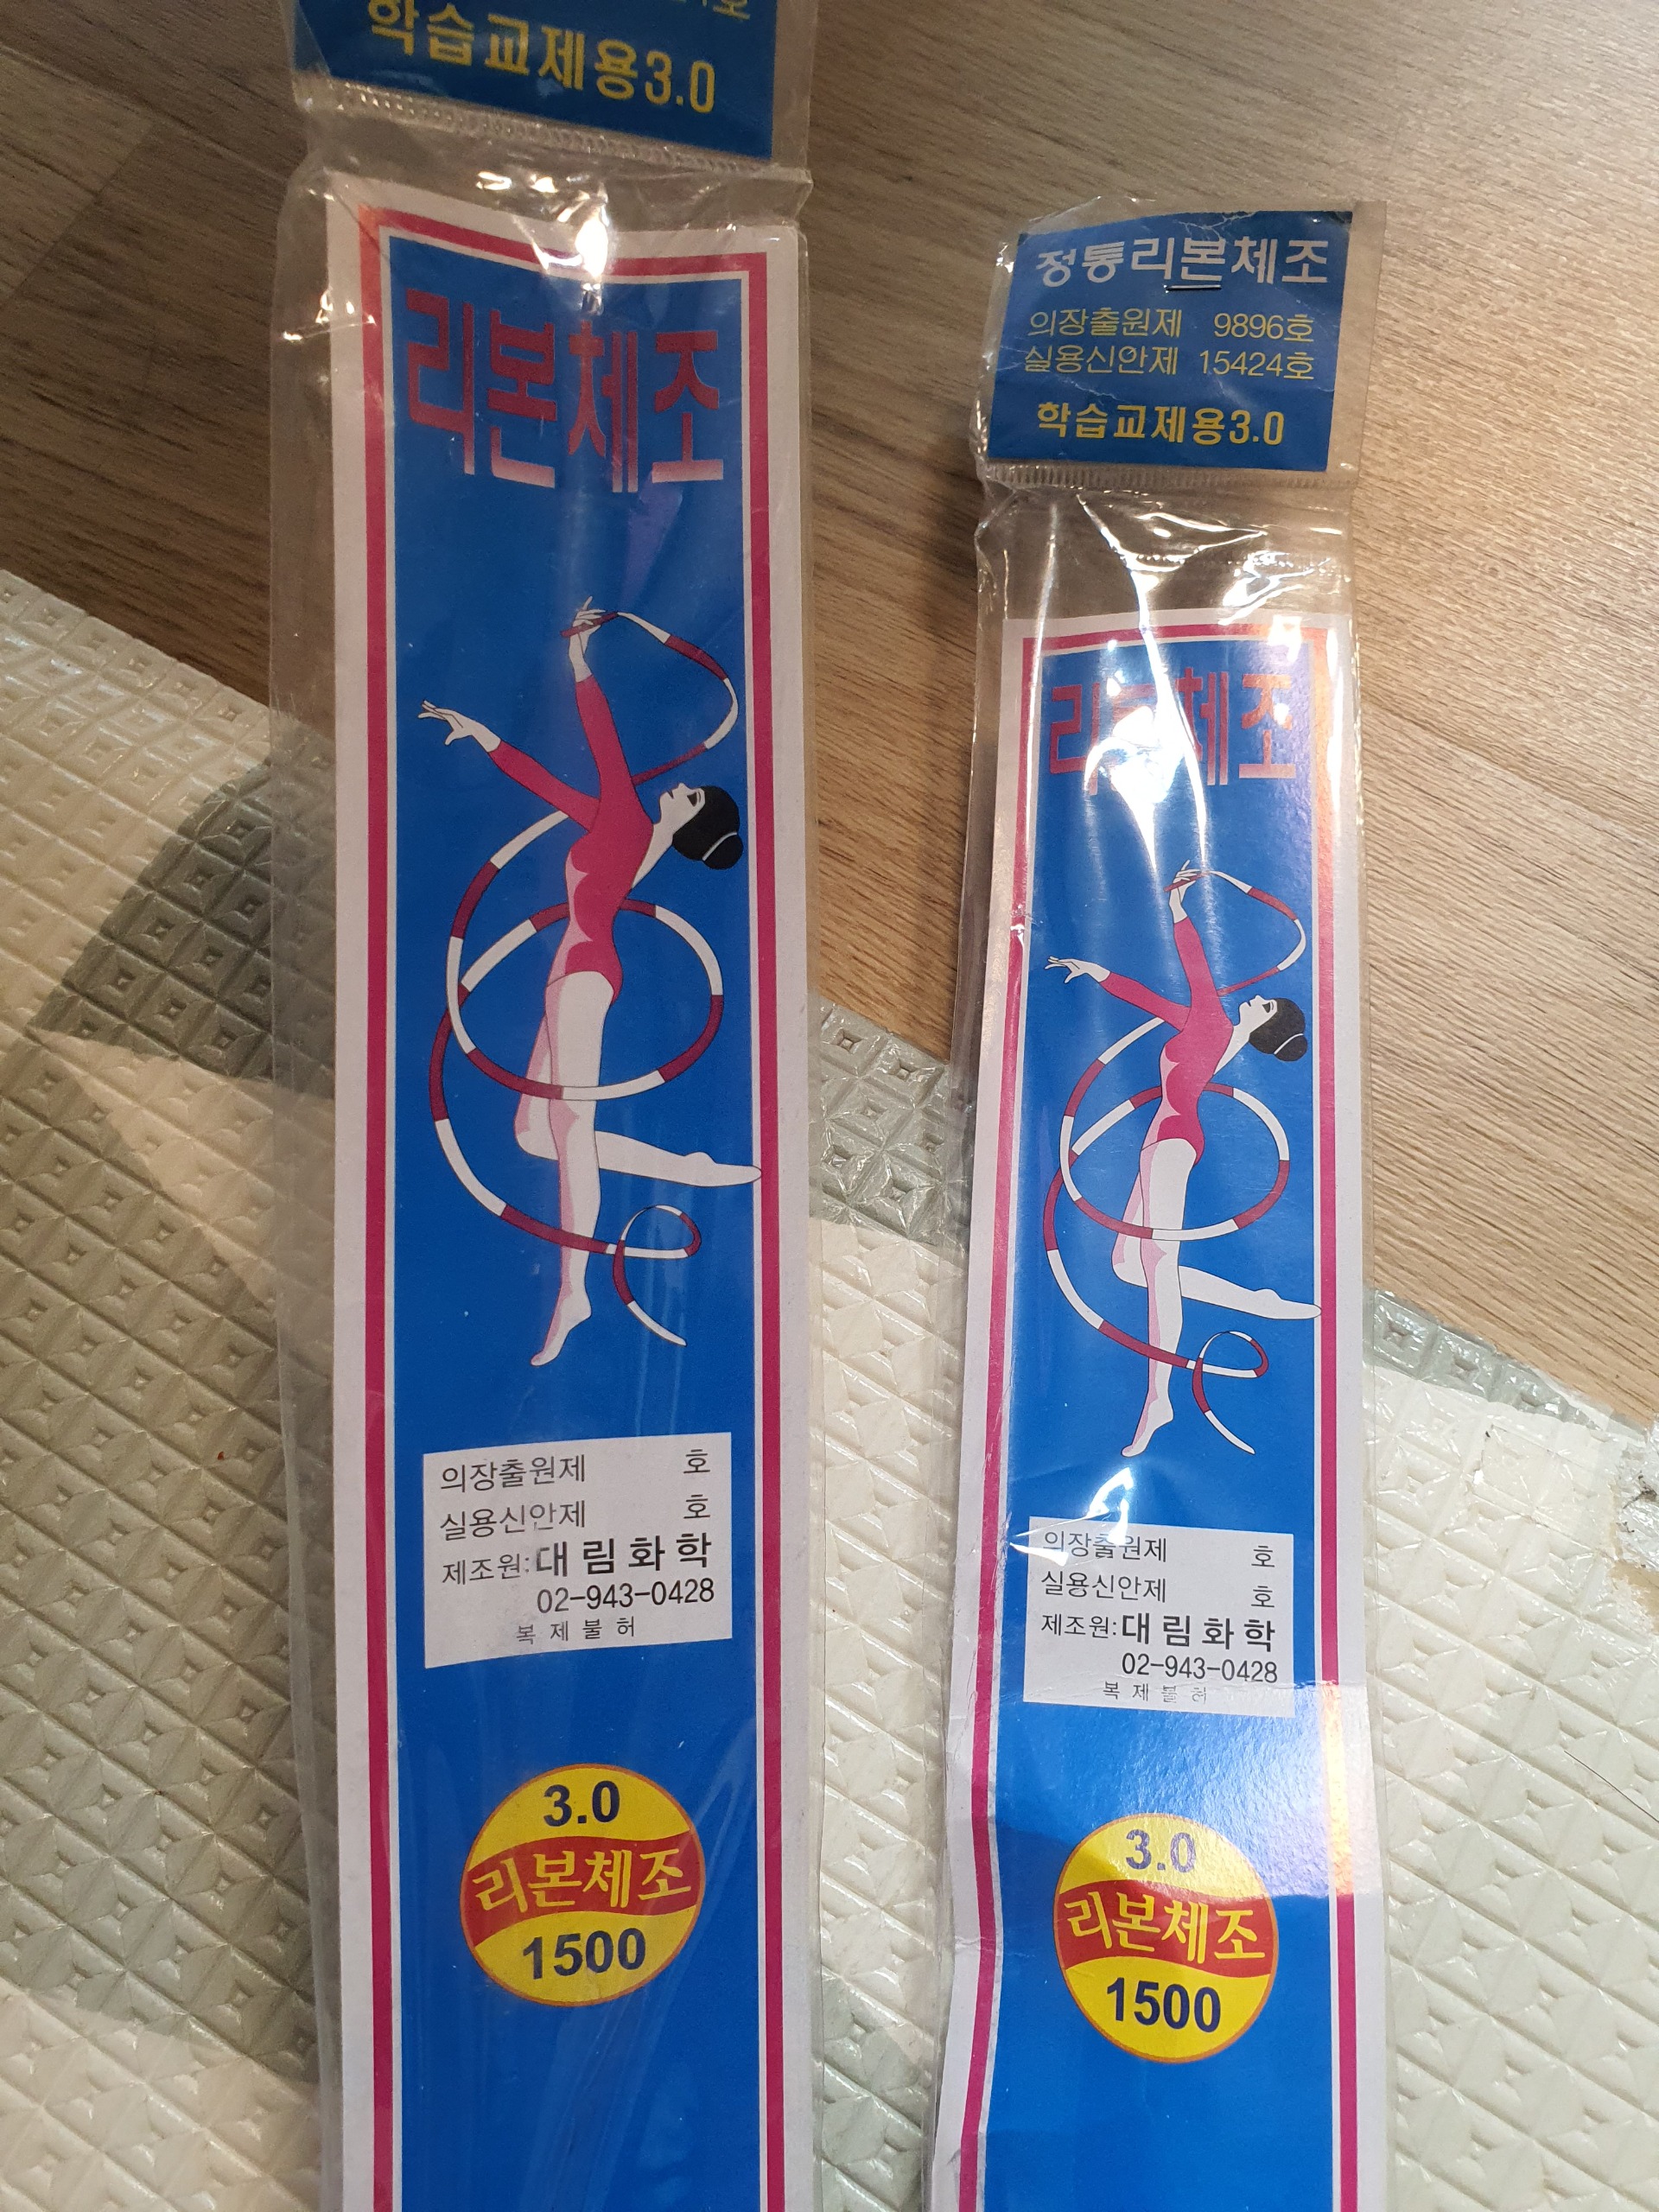 학습교제용3.0
리본체조
의장출원제 호
실용신안제 호
제조원:대림화학
02-943-0428
복제불허
3.0
리본체조
1500
정통리본체조
의장출원제 9896호
실용신안제 15424호
학습교제용3.0
리본체조
의장출원제 호
실용신안제 호
제조원:대림화학
02-943-0428
복제불허
3.0
리본체조
1500